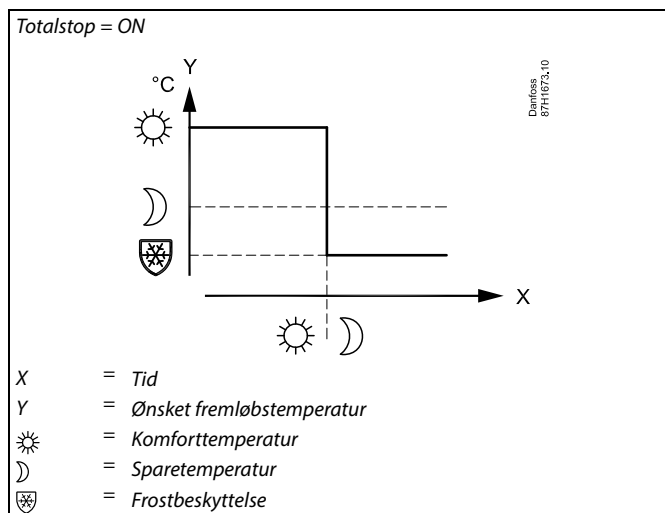 Totalstop = ON
Y
°C
Danfoss
87H1673.10
X
X = Tid
Y = Ønsket fremløbstemperatur
= Komforttemperatur
= Sparetemperatur
= Frostbeskyttelse